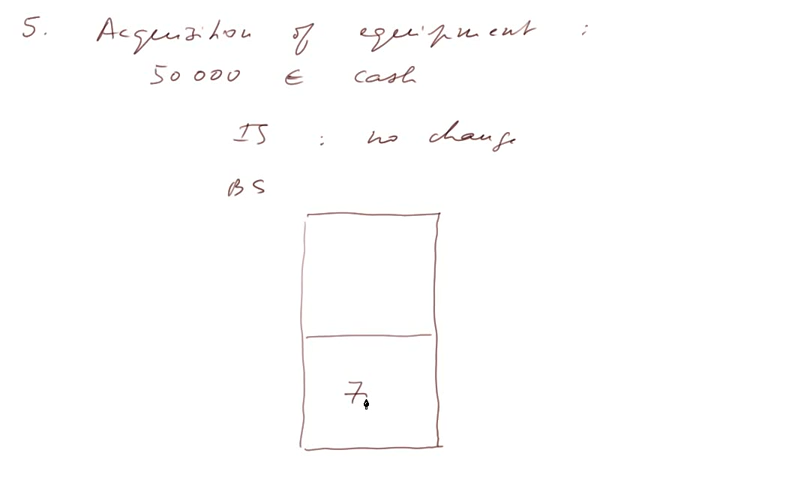 5. Acquisition of equipment :
50 000 € cash
IS : no change
BS
7